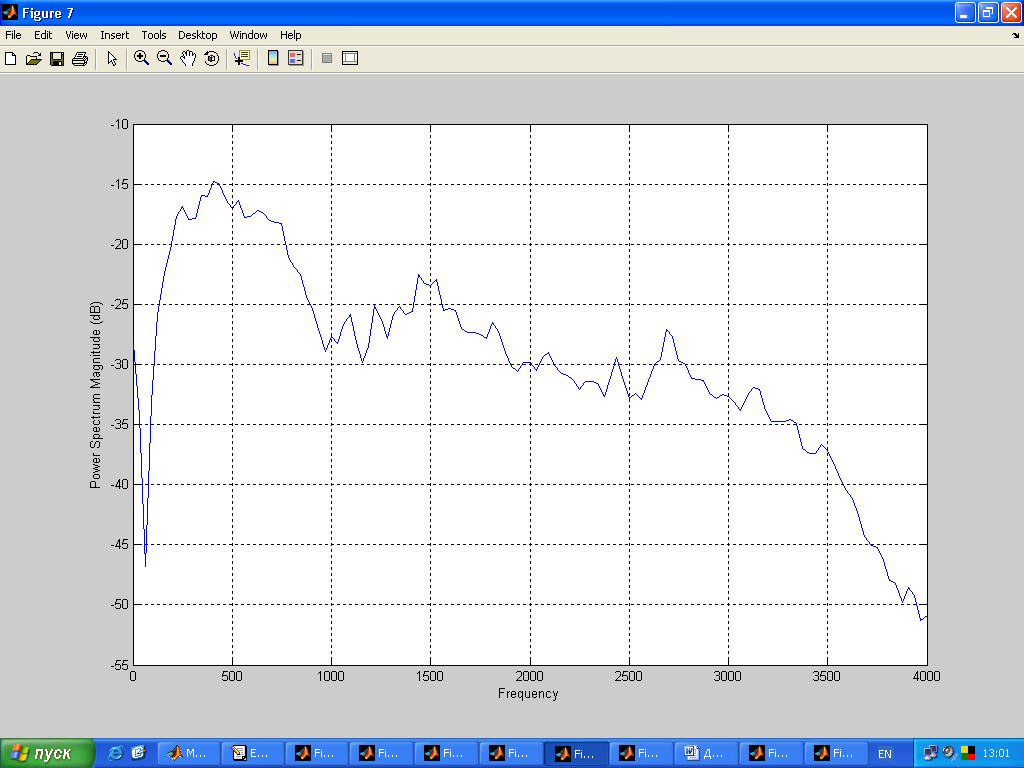 Figure 7
File Edit View Insert Tools Desktop Window Help
-10
-15
-20
-25
-30
-35
-40
-45
-50
-55
Power Spectrum Magnitude (dB)
0 500 1000 1500 2000 2500 3000 3500 4000
Frequency
пуск M... E... Fi... Fi... Fi... Fi... Fi... Fi... Д... Fi... Fi... EN 13:01